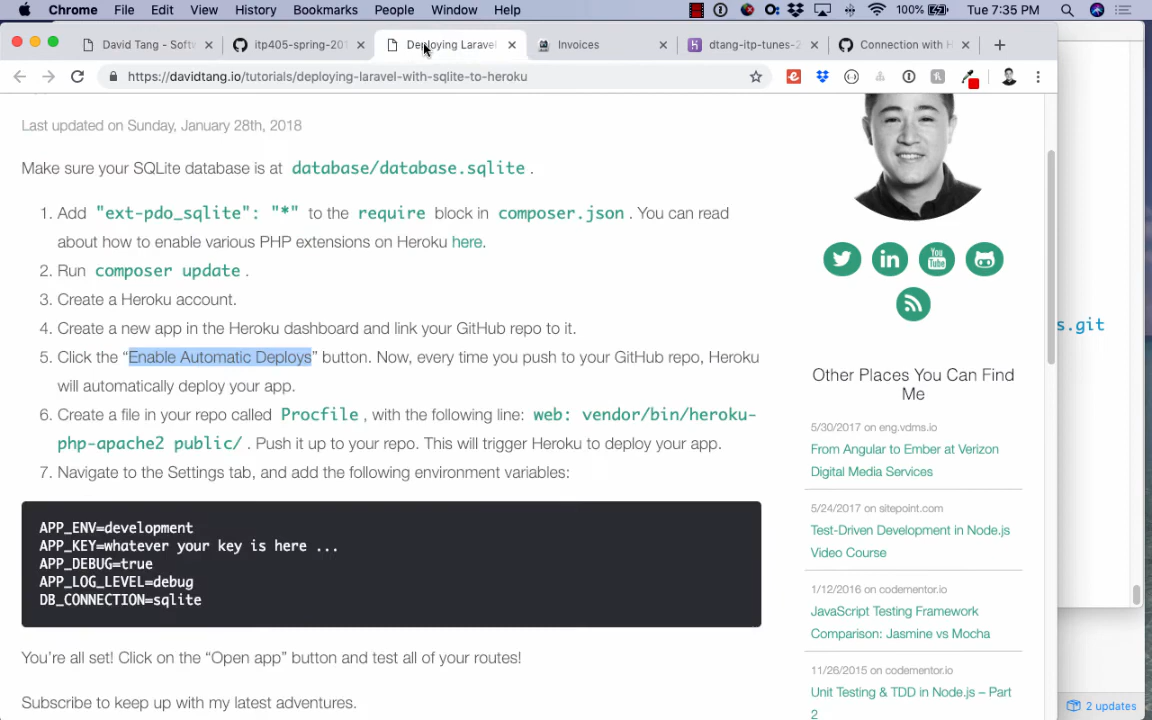 Chrome File Edit View History Bookmarks People Window Help 100% Tue 7:35 PM
David Tang - Softw
itp405-spring-201
Deploying Laravel
Invoices
dtang-itp-tunes-2
Connection with H
https://davidtang.io/tutorials/deploying-laravel-with-sqlite-to-heroku
Last updated on Sunday, January 28th, 2018
Make sure your SQLite database is at database/database.sqlite .
1. Add "ext-pdo_sqlite": "*" to the require block in composer.json . You can read
about how to enable various PHP extensions on Heroku here.
2. Run composer update .
3. Create a Heroku account.
4. Create a new app in the Heroku dashboard and link your GitHub repo to it.
5. Click the “Enable Automatic Deploys” button. Now, every time you push to your GitHub repo, Heroku
will automatically deploy your app.
6. Create a file in your repo called Procfile , with the following line: web: vendor/bin/heroku-
php-apache2 public/ . Push it up to your repo. This will trigger Heroku to deploy your app.
7. Navigate to the Settings tab, and add the following environment variables:
APP_ENV=development
APP_KEY=whatever your key is here ...
APP_DEBUG=true
APP_LOG_LEVEL=debug
DB_CONNECTION=sqlite
You’re all set! Click on the “Open app” button and test all of your routes!
Subscribe to keep up with my latest adventures.
You Tube
Other Places You Can Find
Me
5/30/2017 on eng.vdms.io
From Angular to Ember at Verizon
Digital Media Services
5/24/2017 on sitepoint.com
Test-Driven Development in Node.js
Video Course
1/12/2016 on codementor.io
JavaScript Testing Framework
Comparison: Jasmine vs Mocha
11/26/2015 on codementor.io
Unit Testing & TDD in Node.js – Part
2
s.git
2 updates